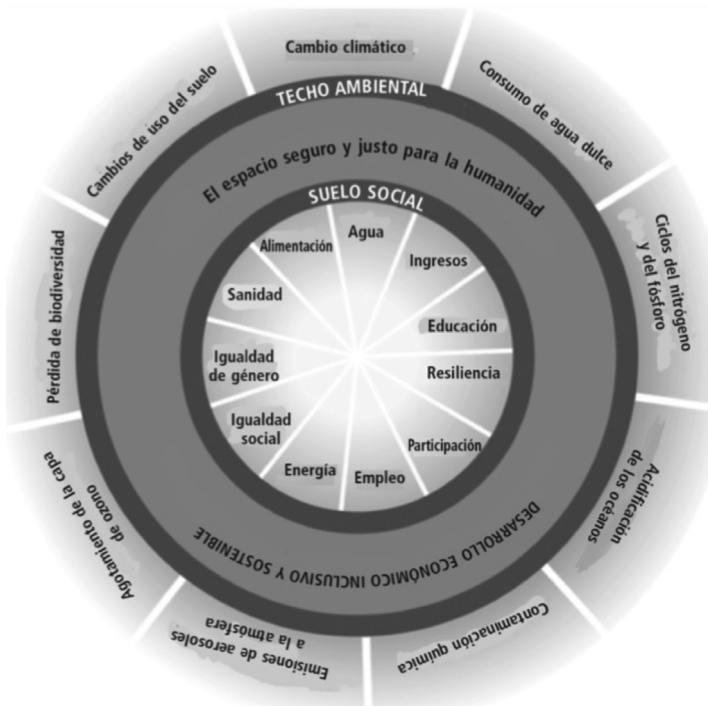 Cambio climático
TECHO AMBIENTAL
Consumo de agua dulce
Ciclos del nitrógeno
y del fósforo
Acidificación
de los océanos
Contaminación química
Emisiones de aerosoles
a la atmósfera
Agotamiento de la capa
de ozono
Pérdida de biodiversidad
Cambios de uso del suelo
El espacio seguro y justo para la humanidad
SUELO SOCIAL
Agua
Ingresos
Educación
Resiliencia
Participación
Empleo
Energía
Igualdad
social
Igualdad
de género
Sanidad
Alimentación
DESARROLLO ECONÓMICO INCLUSIVO Y SOSTENIBLE